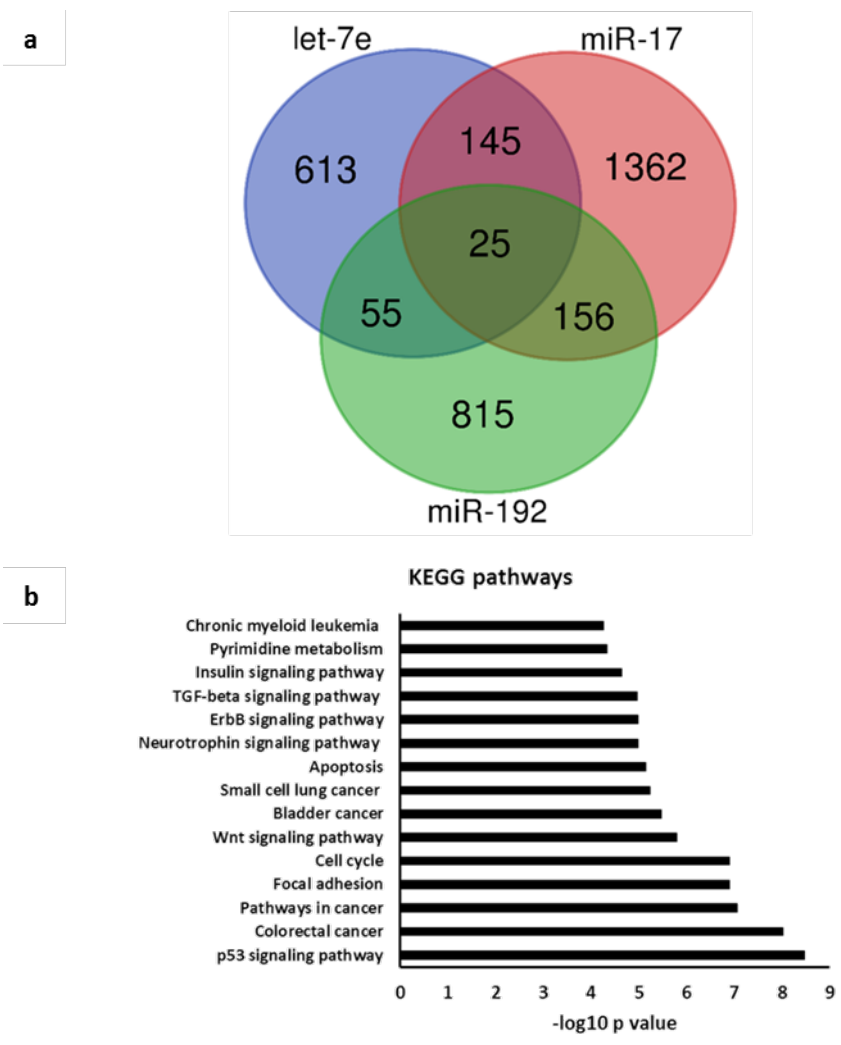 a
let-7e
miR-17
145
613
1362
25
55
156
815
miR-192
b
KEGG pathways
Chronic myeloid leukemia
Pyrimidine metabolism
Insulin signaling pathway
TGF-beta signaling pathway
ErbB signaling pathway
Neurotrophin signaling pathway
Apoptosis
Small cell lung cancer
Bladder cancer
Wnt signaling pathway
Cell cycle
Focal adhesion
Pathways in cancer
Colorectal cancer
p53 signaling pathway
0 1 2 3 4 5 6 7 8 9
-log10 p value